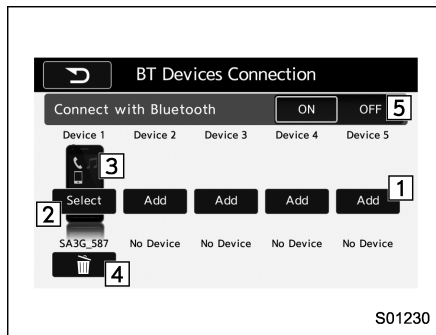 BT Devices Connection
Connect with Bluetooth ON OFF 5
Device 1 Device 2 Device 3 Device 4 Device 5
3
Select Add Add Add Add 1
2
SA3G_587 No Device No Device No Device No Device
4
S01230